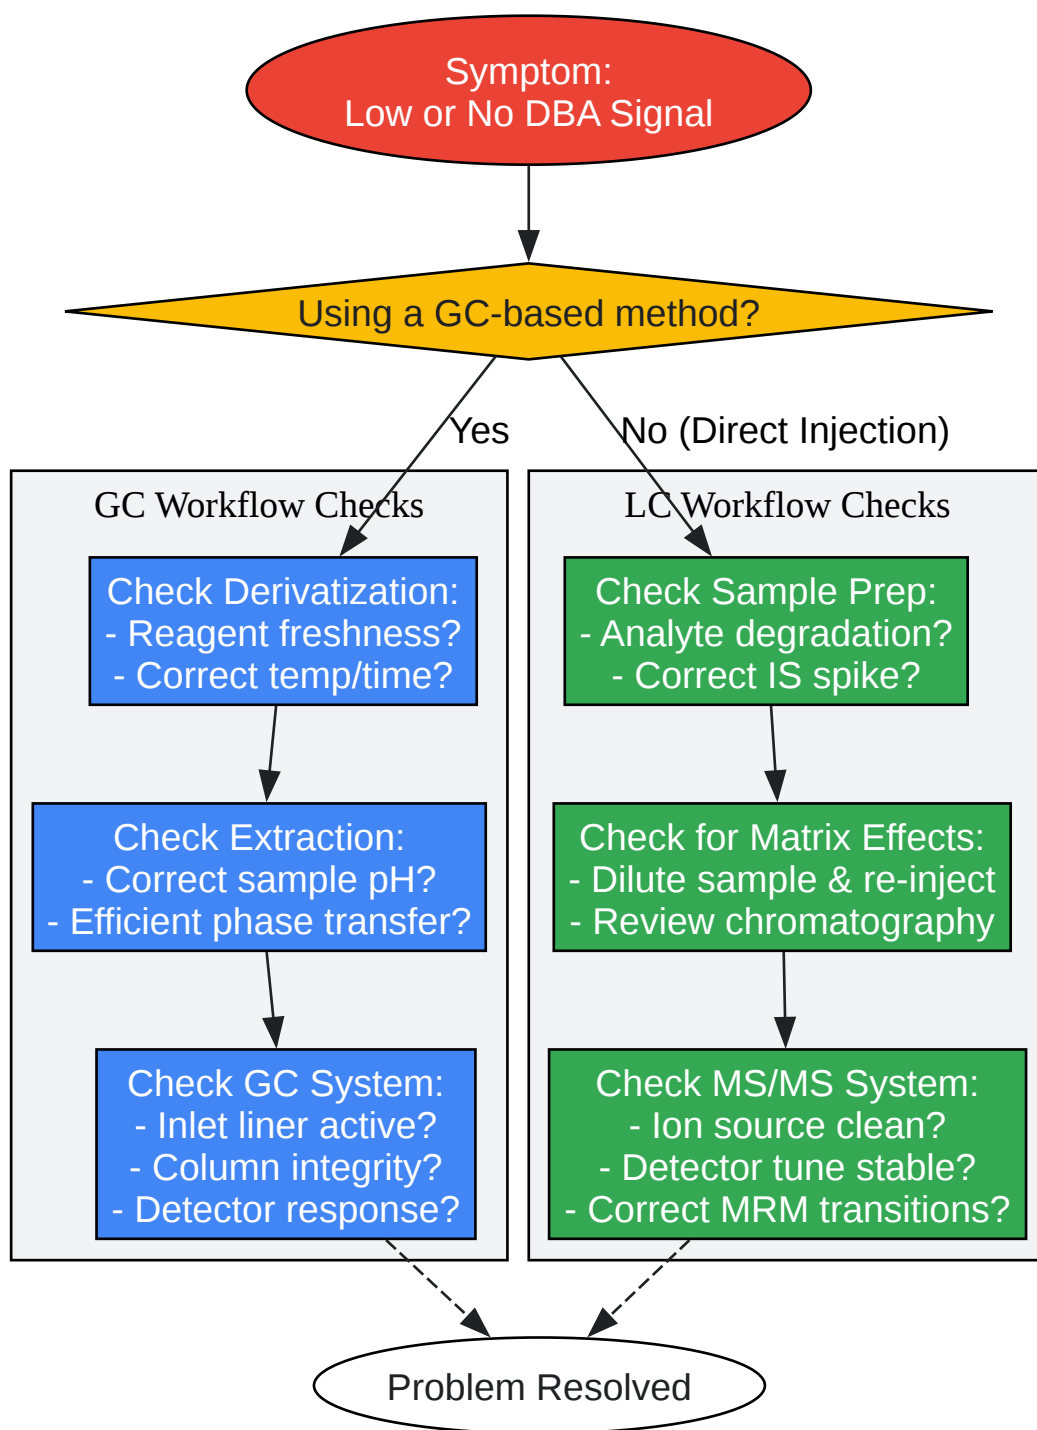 Symptom:
Low or No DBA Signal
Using a GC-based method?
Yes
No (Direct Injection)
GC Workflow Checks
Check Derivatization:
- Reagent freshness?
- Correct temp/time?
Check Extraction:
- Correct sample pH?
- Efficient phase transfer?
Check GC System:
- Inlet liner active?
- Column integrity?
- Detector response?
LC Workflow Checks
Check Sample Prep:
- Analyte degradation?
- Correct IS spike?
Check for Matrix Effects:
- Dilute sample & re-inject
- Review chromatography
Check MS/MS System:
- Ion source clean?
- Detector tune stable?
- Correct MRM transitions?
Problem Resolved